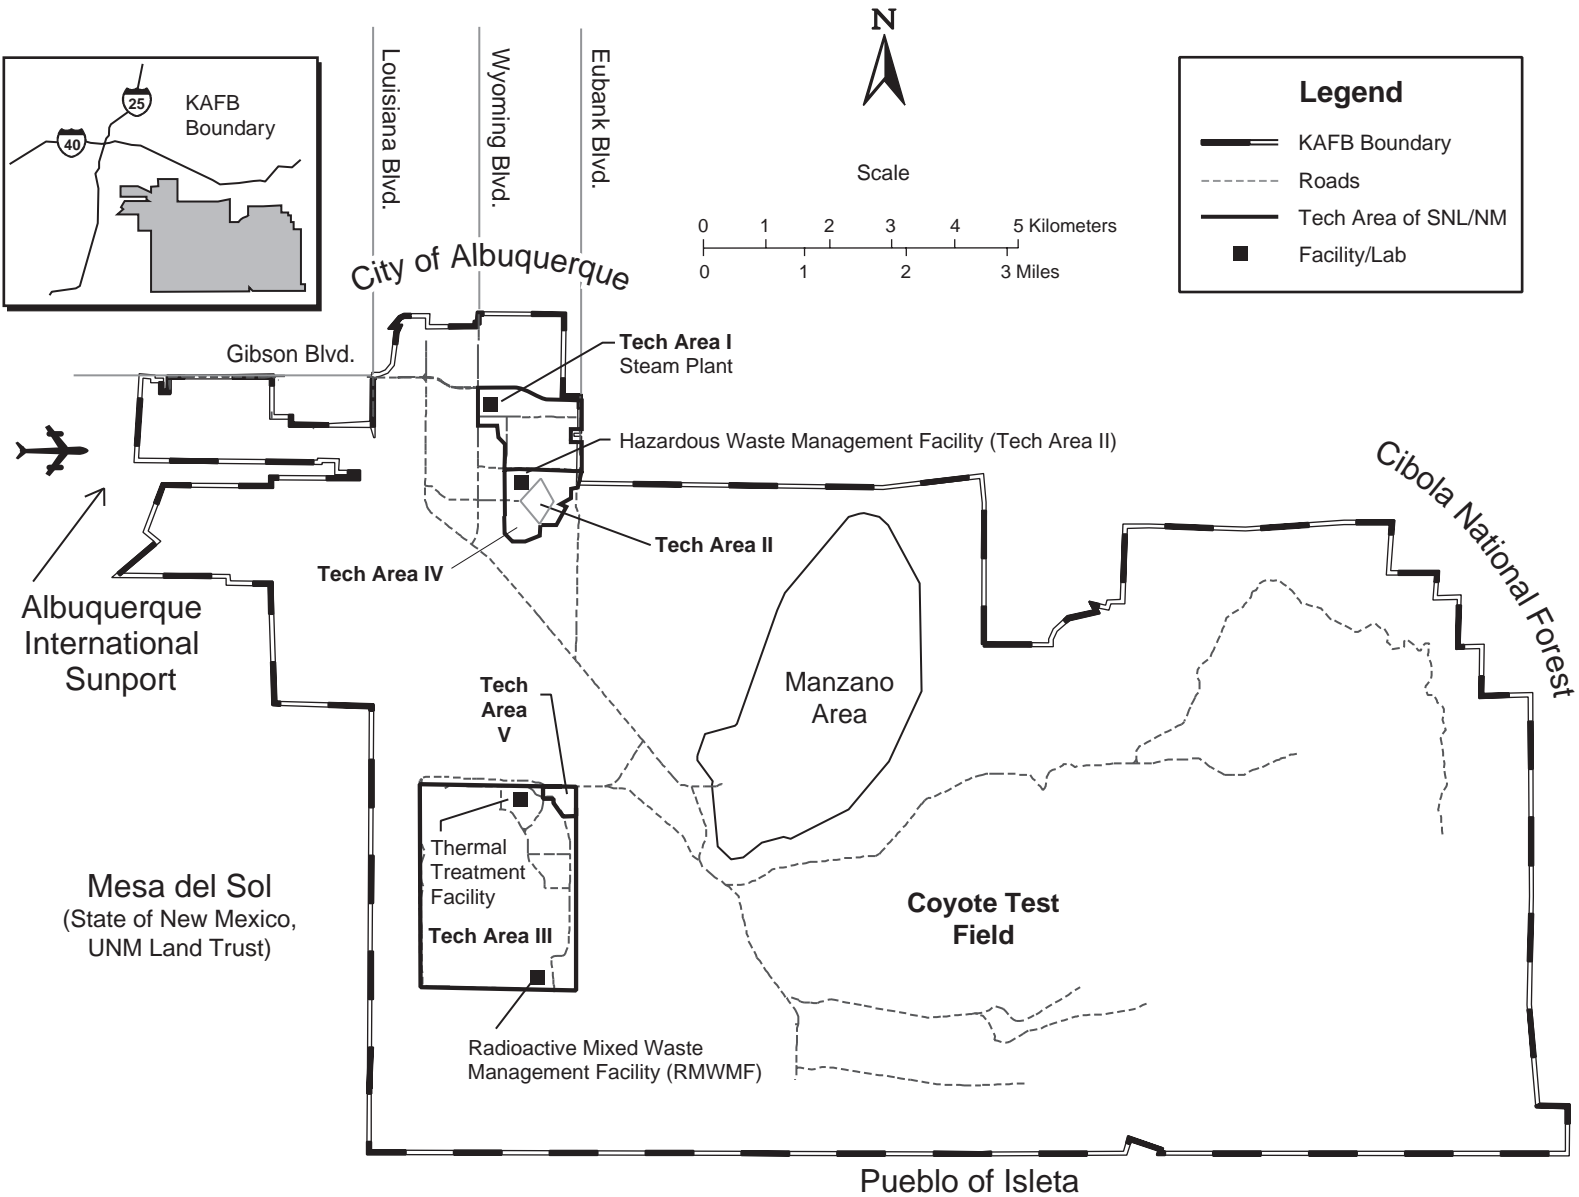 N
Louisiana Blvd.
Wyoming Blvd.
Eubank Blvd.
25
40
KAFB
Boundary
Scale
0 1 2 3 4 5 Kilometers
0 1 2 3 Miles
Legend
KAFB Boundary
Roads
Tech Area of SNL/NM
Facility/Lab
City of Albuquerque
Gibson Blvd.
Tech Area I
Steam Plant
Hazardous Waste Management Facility (Tech Area II)
Tech Area II
Tech Area IV
Cibola National Forest
Albuquerque
International
Sunport
Tech
Area
V
Manzano
Area
Thermal
Treatment
Facility
Tech Area III
Mesa del Sol
(State of New Mexico,
UNM Land Trust)
Coyote Test
Field
Radioactive Mixed Waste
Management Facility (RMWMF)
Pueblo of Isleta